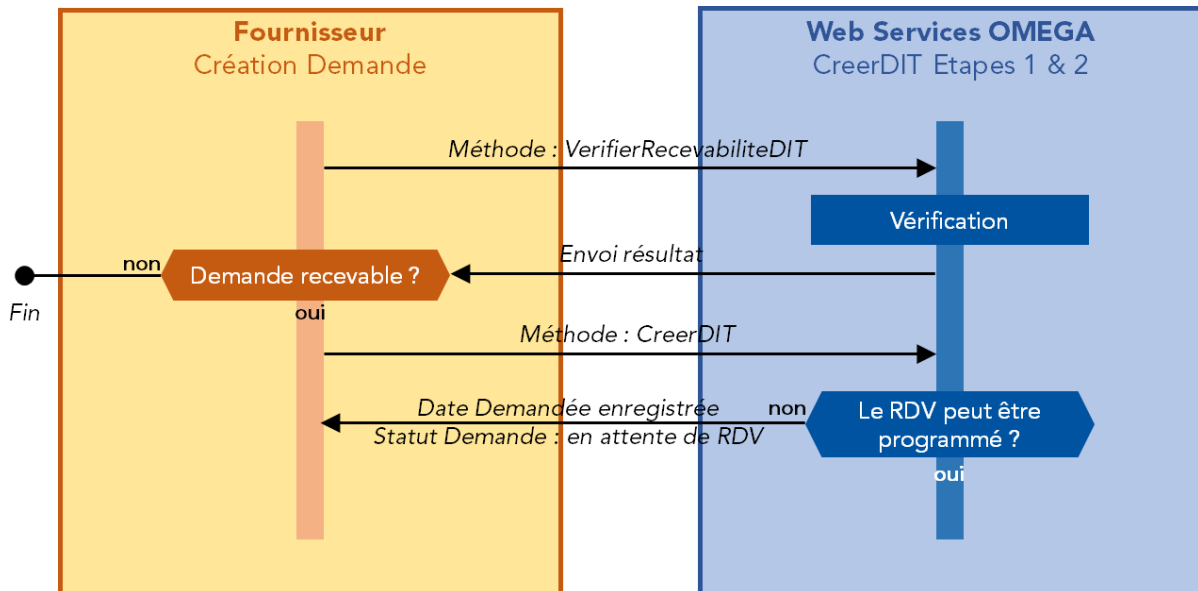 Fournisseur
Création Demande
Web Services OMEGA
CreerDIT Etapes 1 & 2
Méthode : VerifierRecevabiliteDIT
Vérification
Envoi résultat
non
Demande recevable ?
Fin
oui
Méthode : CreerDIT
Date Demandée enregistrée
non
Le RDV peut être
programmé ?
Statut Demande : en attente de RDV
oui